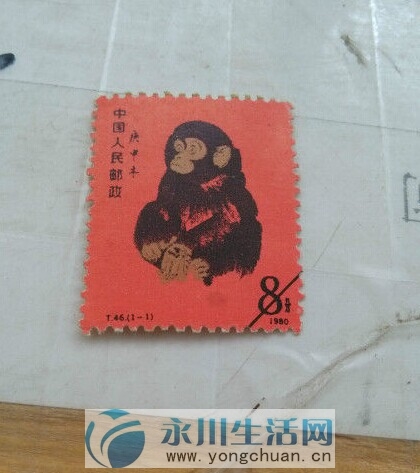 中国人民邮政
庚申年
8分
1980
T.46.(1-1)
永川生活网
www.yongchuan.cn